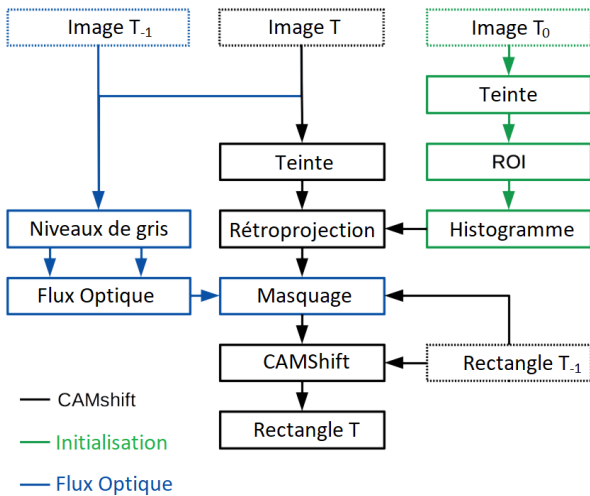 Image T-1
Image T
Image T0
Teinte
Teinte
ROI
Niveaux de gris
Rétroprojection
Histogramme
Flux Optique
Masquage
CAMShift
Rectangle T-1
Rectangle T
CAMshift
Initialisation
Flux Optique